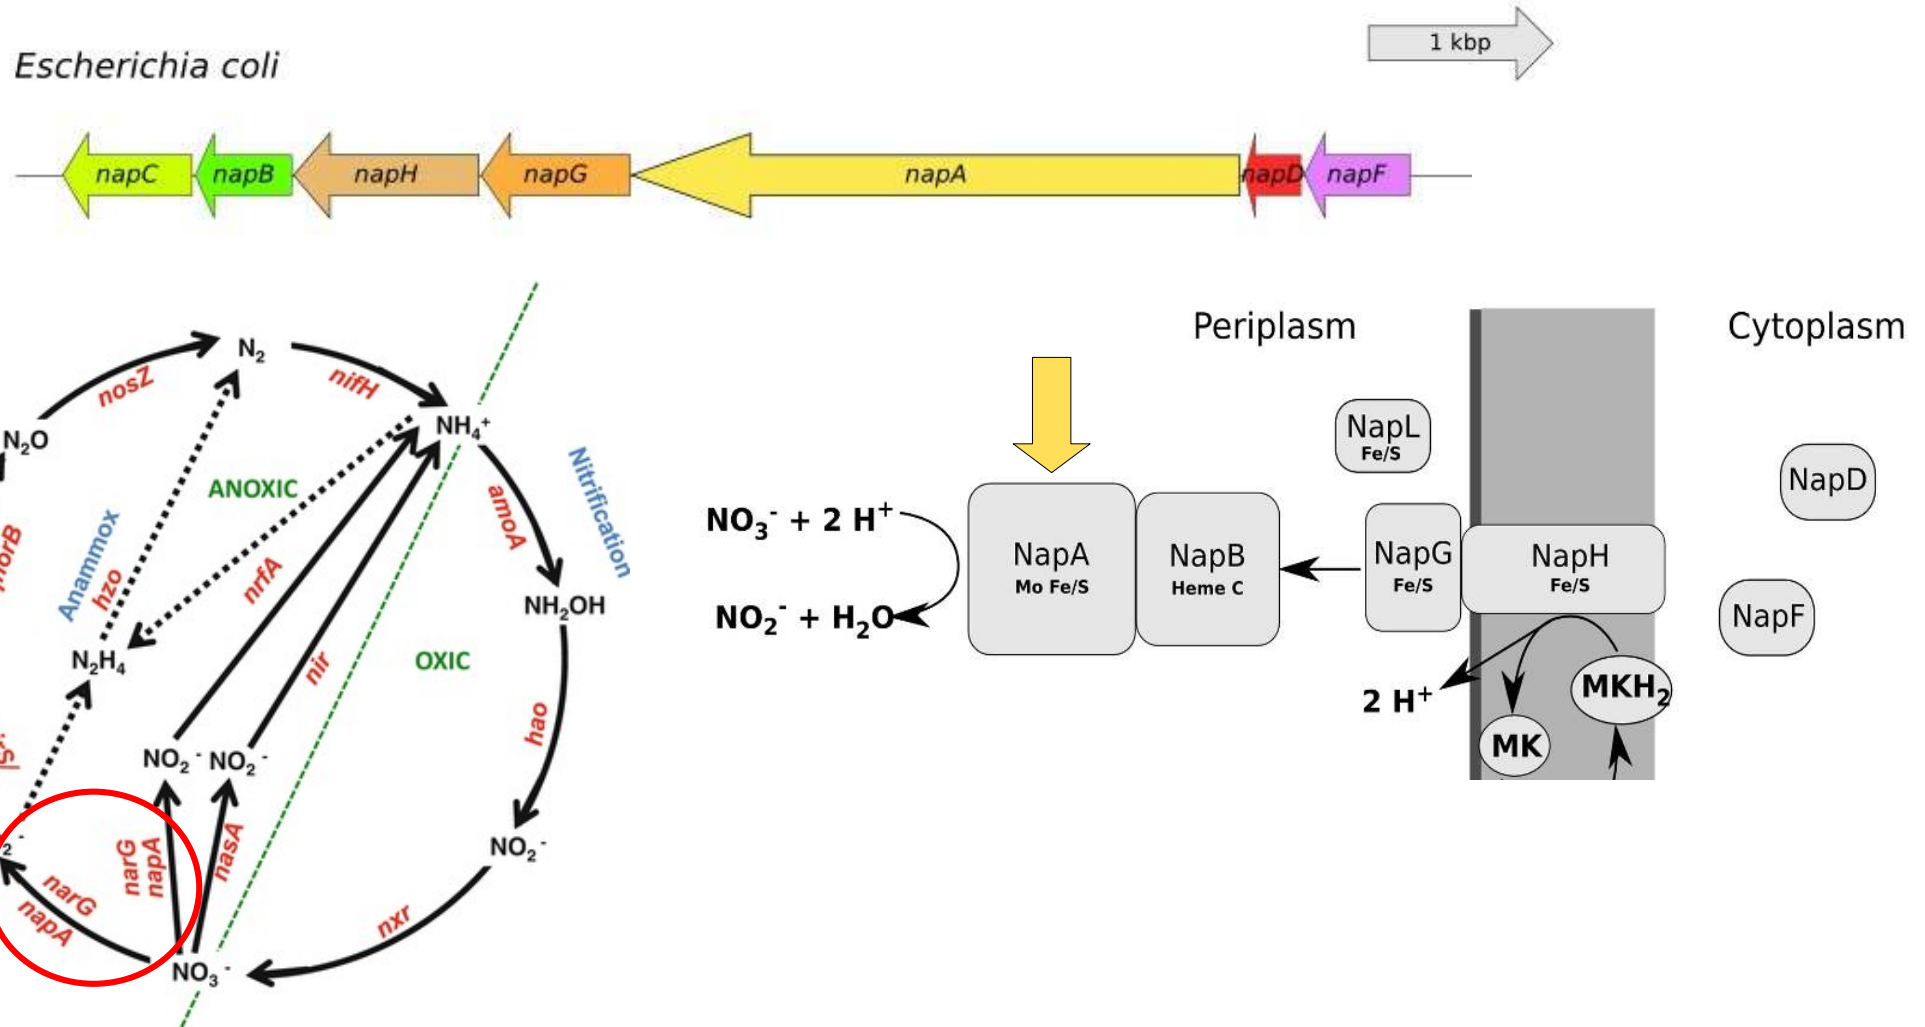 1 kbp
Escherichia coli
napC napB napH napG napA napD napF
Periplasm
Cytoplasm
N₂
nosZ
nifH
N₂O
NH₄⁺
ANOXIC
Nitrification
amoA
norB
Anammox
hzo
nrfA
NH₂OH
N₂H₄
nir
OXIC
hao
NO₂⁻ NO₂⁻
narG
napA
nasA
NO₂⁻
narG
napA
nxr
NO₃⁻
NapL
Fe/S
NapD
NO₃⁻ + 2 H⁺
NO₂⁻ + H₂O
NapA
Mo Fe/S
NapB
Heme C
NapG
Fe/S
NapH
Fe/S
NapF
2 H⁺
MKH₂
MK